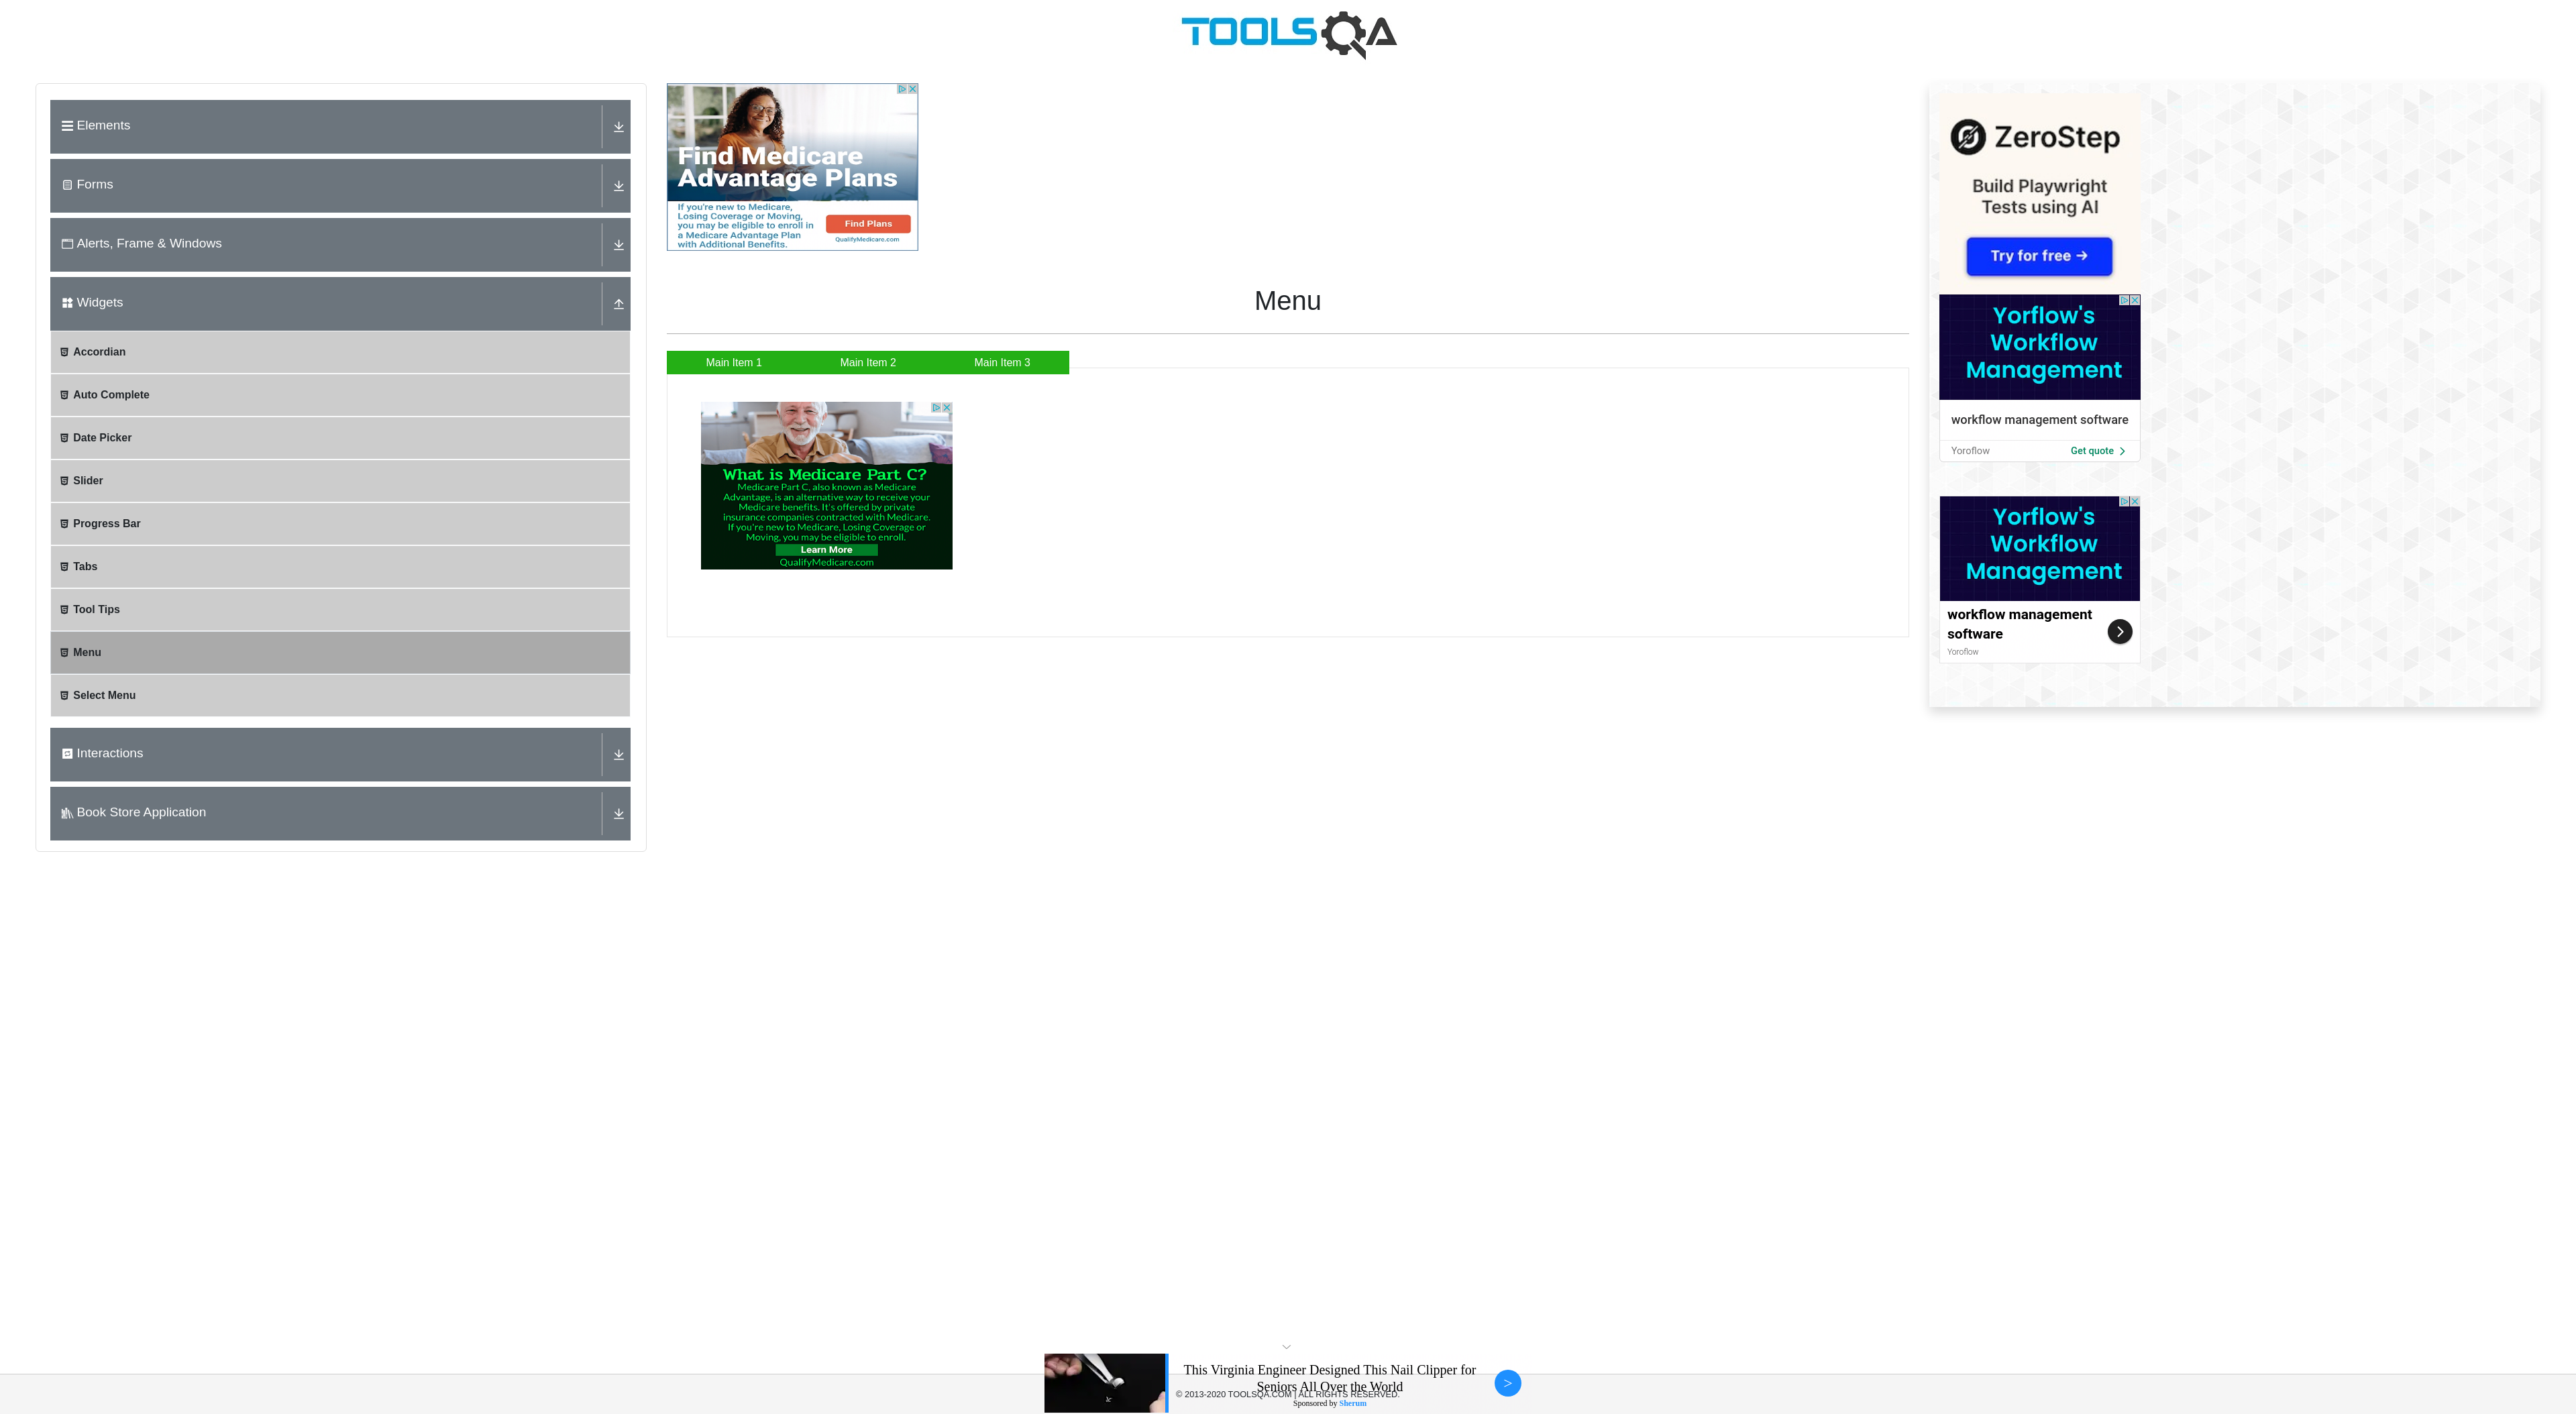 TOOLSQA
Elements
Forms
Alerts, Frame & Windows
Widgets
Accordian
Auto Complete
Date Picker
Slider
Progress Bar
Tabs
Tool Tips
Menu
Select Menu
Interactions
Book Store Application
Find Medicare
Advantage Plans
If you're new to Medicare,
Losing Coverage or Moving,
you may be eligible to enroll in
a Medicare Advantage Plan
with Additional Benefits.
Find Plans
QualifyMedicare.com
Menu
Main Item 1
Main Item 2
Main Item 3
What is Medicare Part C?
Medicare Part C, also known as Medicare
Advantage, is an alternative way to receive your
Medicare benefits. It's offered by private
insurance companies contracted with Medicare.
If you're new to Medicare, Losing Coverage or
Moving, you may be eligible to enroll.
Learn More
QualifyMedicare.com
ZeroStep
Build Playwright
Tests using AI
Try for free →
Yorflow's
Workflow
Management
workflow management software
Yoroflow
Get quote
Yorflow's
Workflow
Management
workflow management
software
Yoroflow
This Virginia Engineer Designed This Nail Clipper for
Seniors All Over the World
© 2013-2020 TOOLSQA.COM | ALL RIGHTS RESERVED.
Sponsored by Sherum